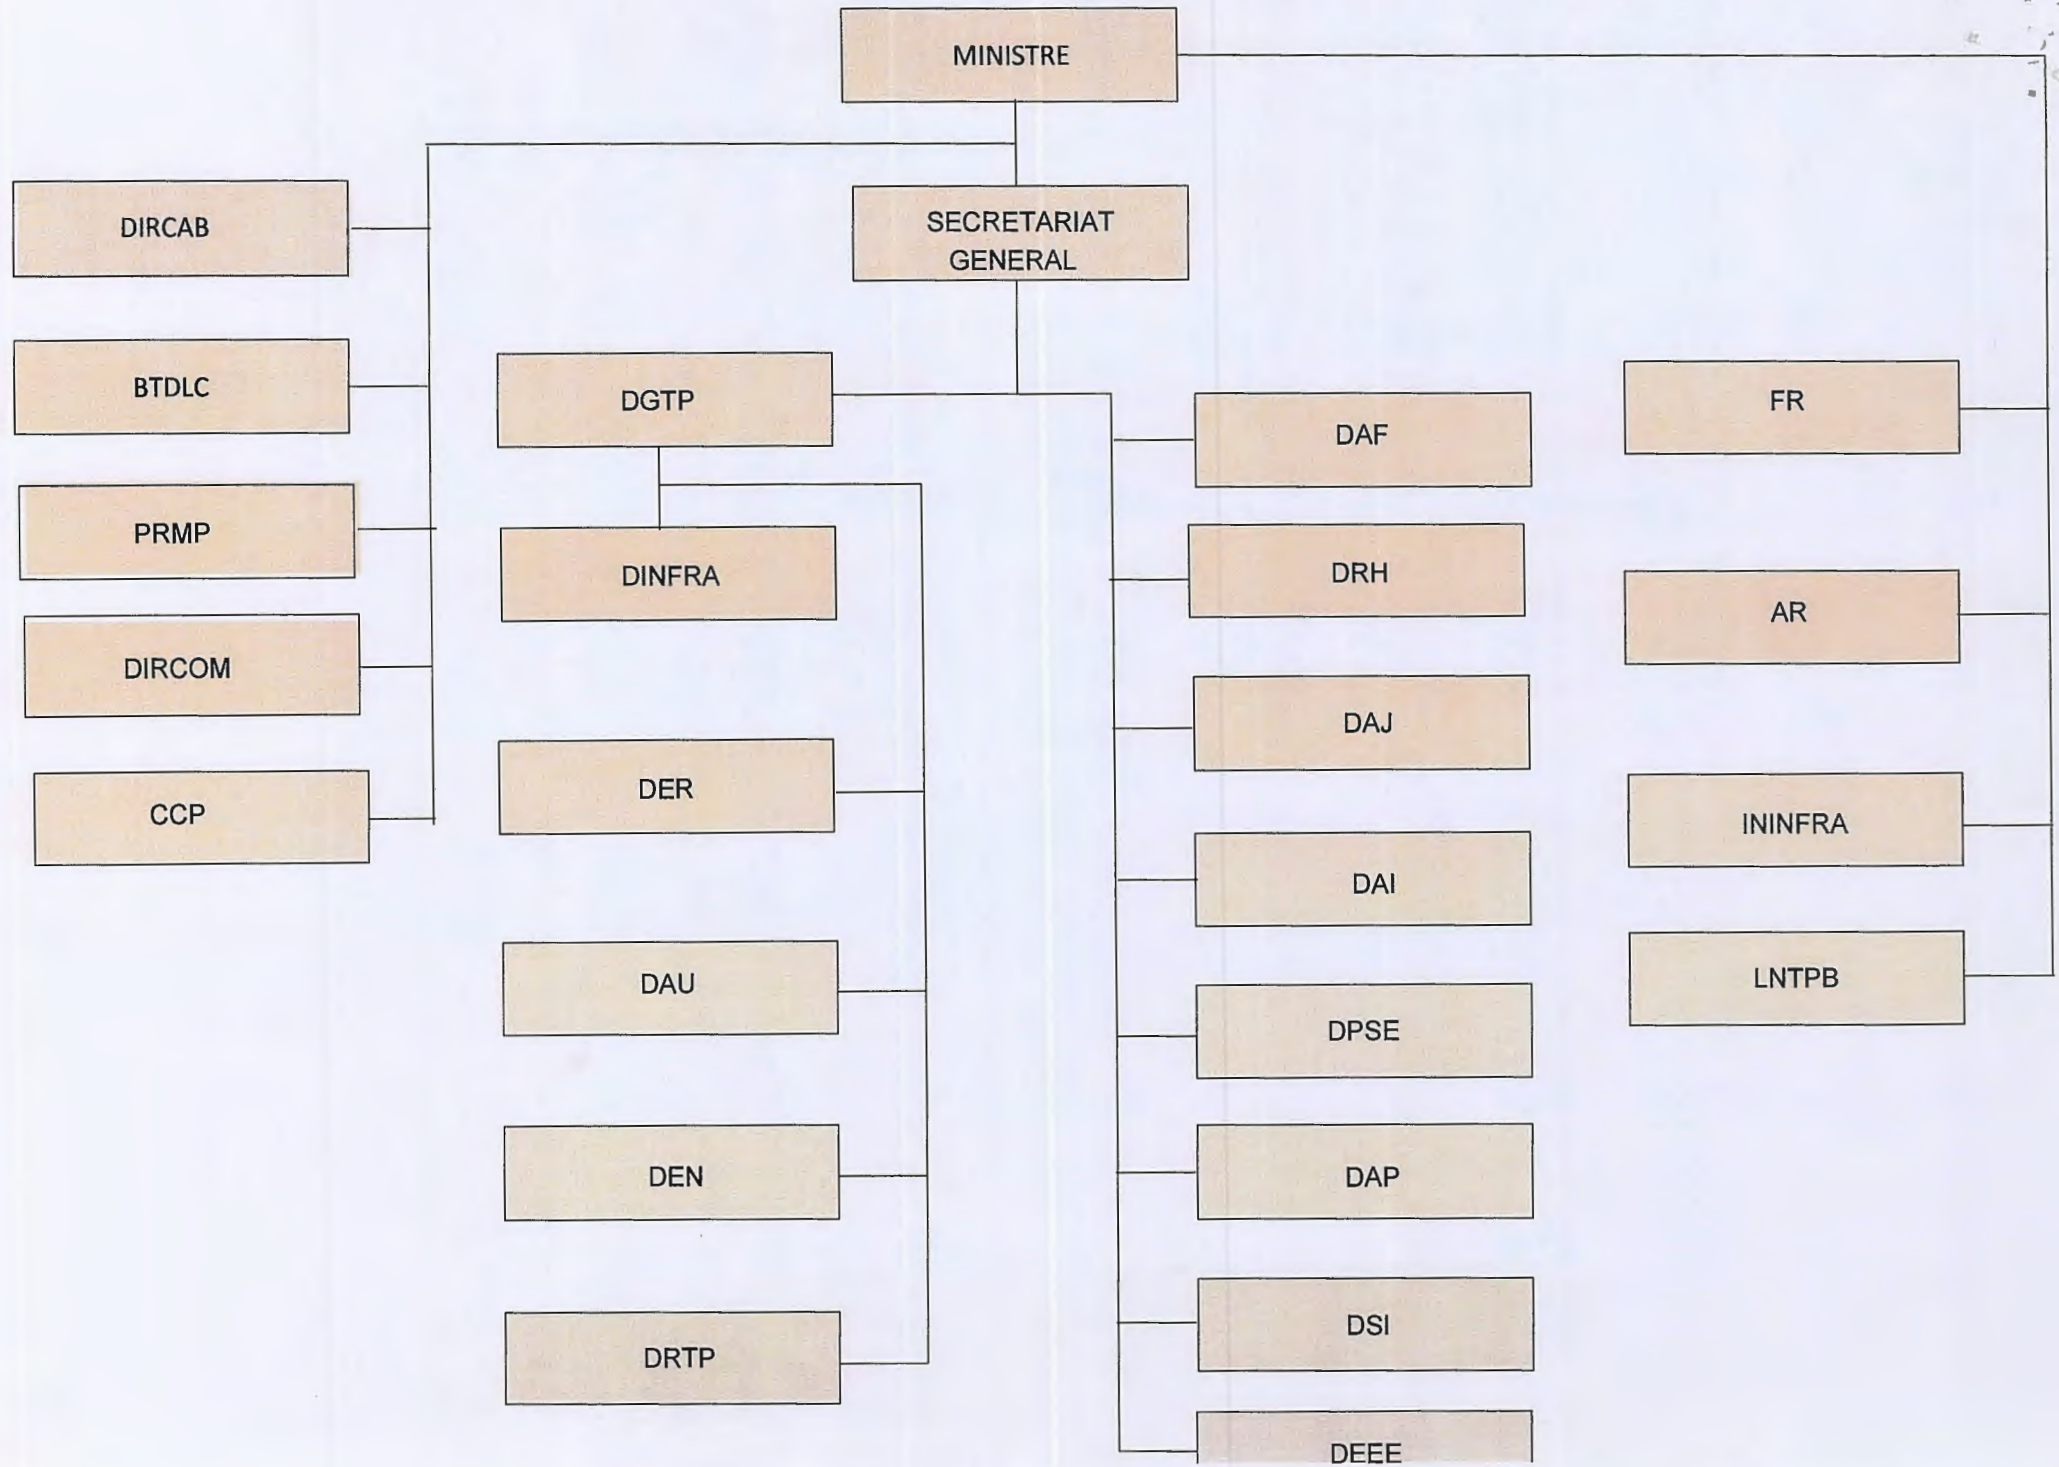 MINISTRE
SECRETARIAT
GENERAL
DIRCAB
BTDLC
PRMP
DIRCOM
CCP
DGTP
DINFRA
DER
DAU
DEN
DRTP
DAF
DRH
DAJ
DAI
DPSE
DAP
DSI
DEEE
FR
AR
ININFRA
LNTPB